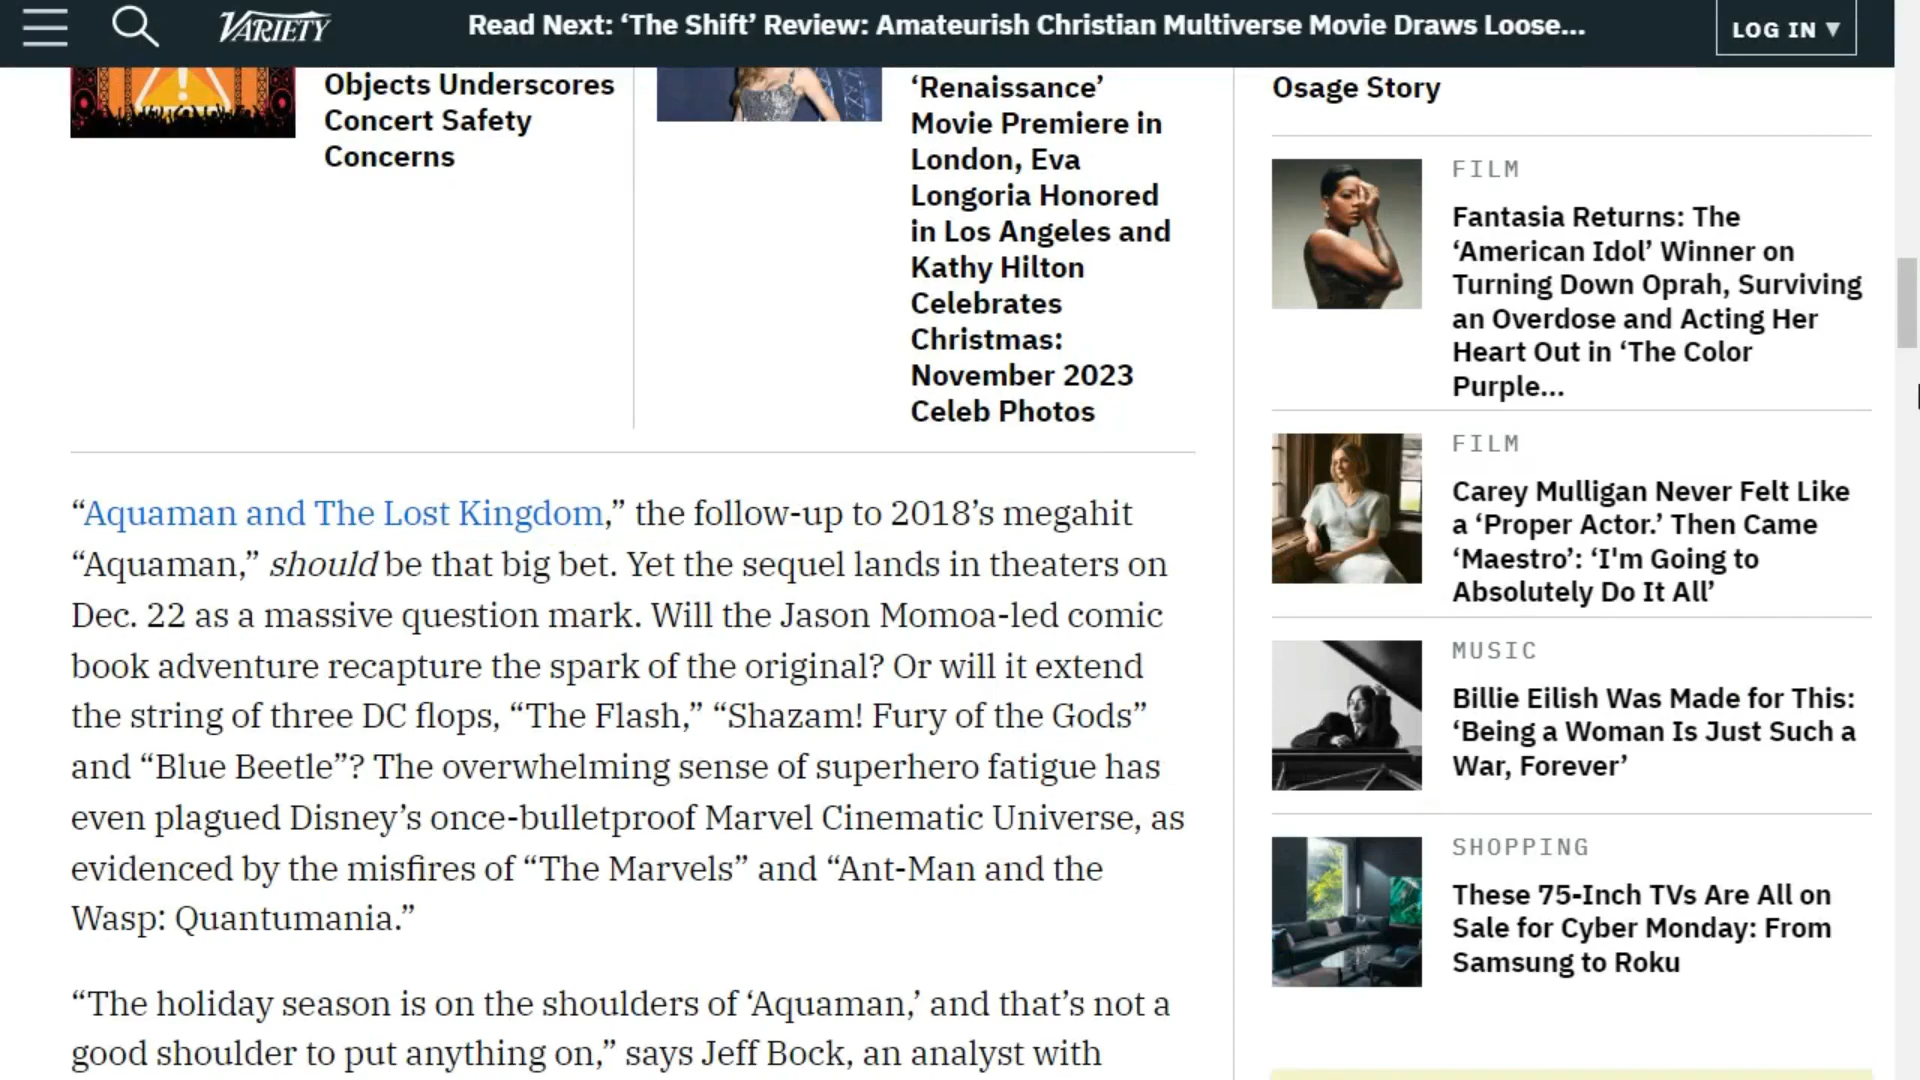 VARIETY
Read Next: ‘The Shift’ Review: Amateurish Christian Multiverse Movie Draws Loose...
LOG IN ▼
Objects Underscores
Concert Safety
Concerns
‘Renaissance’
Movie Premiere in
London, Eva
Longoria Honored
in Los Angeles and
Kathy Hilton
Celebrates
Christmas:
November 2023
Celeb Photos
“Aquaman and The Lost Kingdom,” the follow-up to 2018’s megahit
“Aquaman,” should be that big bet. Yet the sequel lands in theaters on
Dec. 22 as a massive question mark. Will the Jason Momoa-led comic
book adventure recapture the spark of the original? Or will it extend
the string of three DC flops, “The Flash,” “Shazam! Fury of the Gods”
and “Blue Beetle”? The overwhelming sense of superhero fatigue has
even plagued Disney’s once-bulletproof Marvel Cinematic Universe, as
evidenced by the misfires of “The Marvels” and “Ant-Man and the
Wasp: Quantumania.”
“The holiday season is on the shoulders of ‘Aquaman,’ and that’s not a
good shoulder to put anything on,” says Jeff Bock, an analyst with
Osage Story
FILM
Fantasia Returns: The
‘American Idol’ Winner on
Turning Down Oprah, Surviving
an Overdose and Acting Her
Heart Out in ‘The Color
Purple...
FILM
Carey Mulligan Never Felt Like
a ‘Proper Actor.’ Then Came
‘Maestro’: ‘I'm Going to
Absolutely Do It All’
MUSIC
Billie Eilish Was Made for This:
‘Being a Woman Is Just Such a
War, Forever’
SHOPPING
These 75-Inch TVs Are All on
Sale for Cyber Monday: From
Samsung to Roku